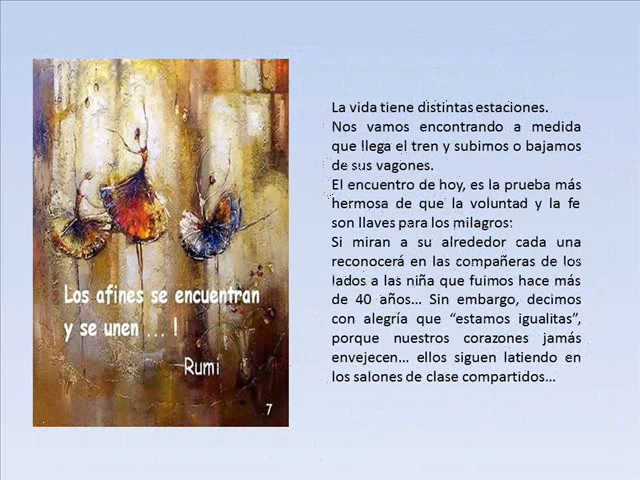 Los afines se encuentran
y se unen ... !
Rumi
7
La vida tiene distintas estaciones.
Nos vamos encontrando a medida
que llega el tren y subimos o bajamos
de sus vagones.
El encuentro de hoy, es la prueba más
hermosa de que la voluntad y la fe
son llaves para los milagros:
Si miran a su alrededor cada una
reconocerá en las compañeras de los
lados a las niña que fuimos hace más
de 40 años... Sin embargo, decimos
con alegría que “estamos igualitas”,
porque nuestros corazones jamás
envejecen... ellos siguen latiendo en
los salones de clase compartidos...